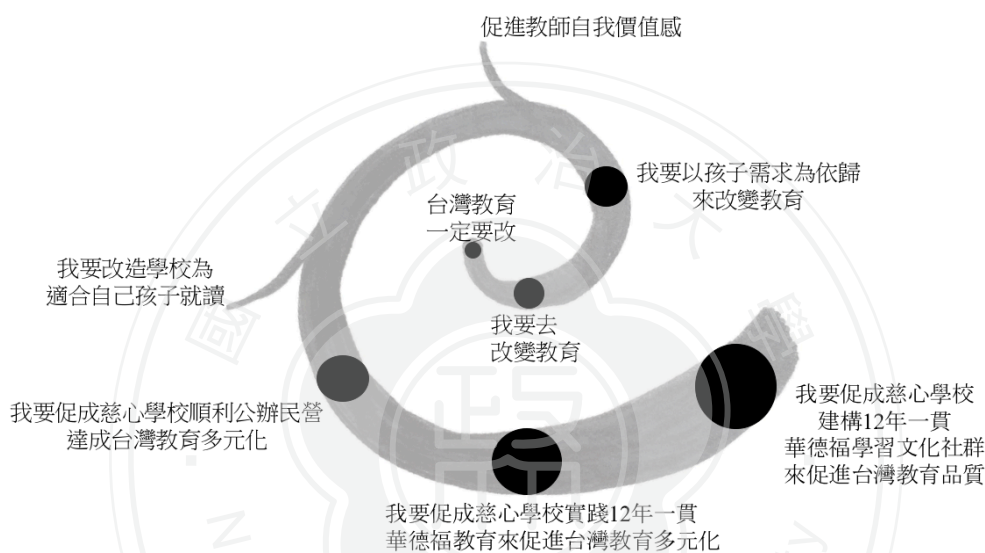 促進教師自我價值感
我要以孩子需求為依歸
來改變教育
台灣教育
一定要改
我要去
改變教育
我要改造學校為
適合自己孩子就讀
我要促成慈心學校順利公辦民營
達成台灣教育多元化
我要促成慈心學校
建構12年一貫
華德福學習文化社群
來促進台灣教育品質
我要促成慈心學校實踐12年一貫
華德福教育來促進台灣教育多元化
國立政治大學
政